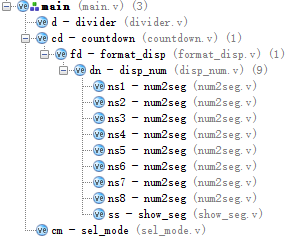 main (main.v) (3)
d - divider (divider.v)
cd - countdown (countdown.v) (1)
fd - format_disp (format_disp.v) (1)
dn - disp_num (disp_num.v) (9)
ns1 - num2seg (num2seg.v)
ns2 - num2seg (num2seg.v)
ns3 - num2seg (num2seg.v)
ns4 - num2seg (num2seg.v)
ns5 - num2seg (num2seg.v)
ns6 - num2seg (num2seg.v)
ns7 - num2seg (num2seg.v)
ns8 - num2seg (num2seg.v)
ss - show_seg (show_seg.v)
cm - sel_mode (sel_mode.v)